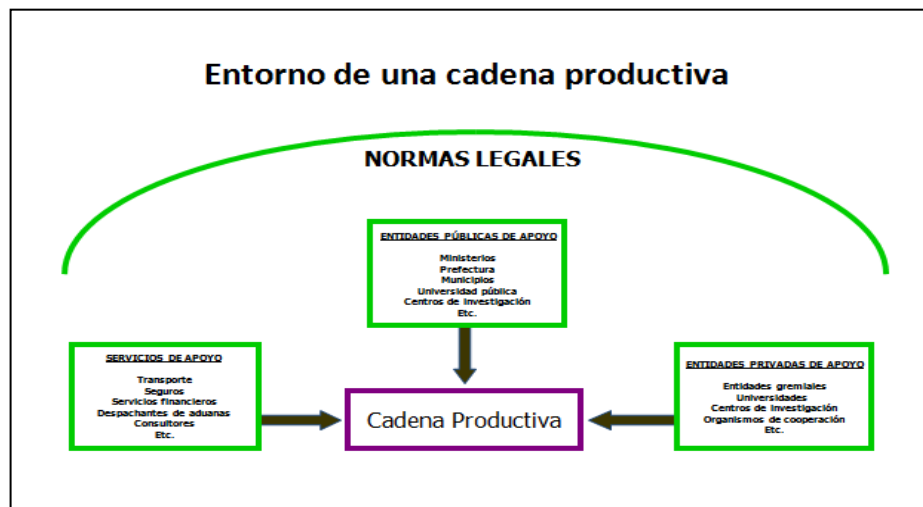 Entorno de una cadena productiva
NORMAS LEGALES
ENTIDADES PÚBLICAS DE APOYO
Ministerios
Prefectura
Municipios
Universidad pública
Centros de investigación
Etc.
SERVICIOS DE APOYO
Transporte
Seguros
Servicios financieros
Despachantes de aduanas
Consultores
Etc.
Cadena Productiva
ENTIDADES PRIVADAS DE APOYO
Entidades gremiales
Universidades
Centros de investigación
Organismos de cooperación
Etc.